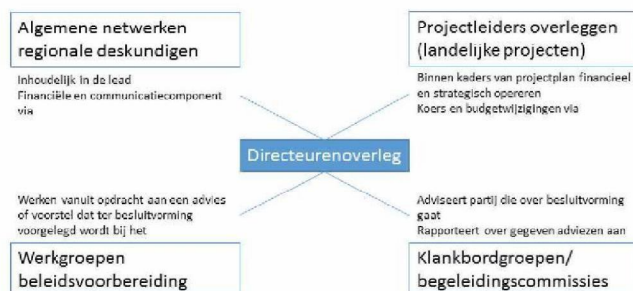 Algemene netwerken
regionale deskundigen
Inhoudelijk in de lead
Financiële en communicatiecomponent
via
Projectleiders overleggen
(landelijke projecten)
Binnen kaders van projectplan financieel
en strategisch opereren
Koers en budgetwijzigingen via
Directeurenoverleg
Werken vanuit opdracht aan een advies
of voorstel dat ter besluitvorming
voorgelegd wordt bij het
Werkgroepen
beleidsvoorbereiding
Adviseert partij die over besluitvorming
gaat
Rapporteert over gegeven adviezen aan
Klankbordgroepen/
begeleidingscommissies